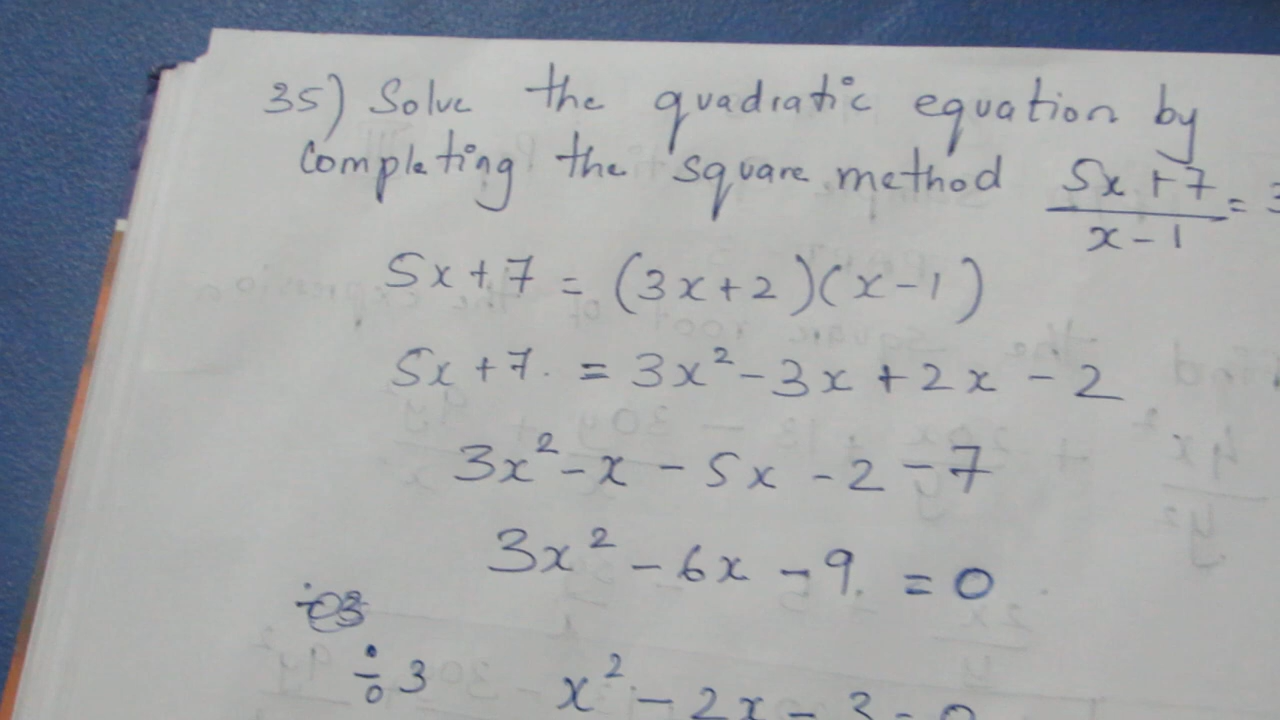 35) Solve the quadratic equation by
completing the square method (5x+7)/(x-1) = 3
5x+7 = (3x+2)(x-1)
5x+7. = 3x²-3x+2x-2
3x²-x-5x-2-7
3x²-6x-9. = 0
÷3 x²-2x-3=0